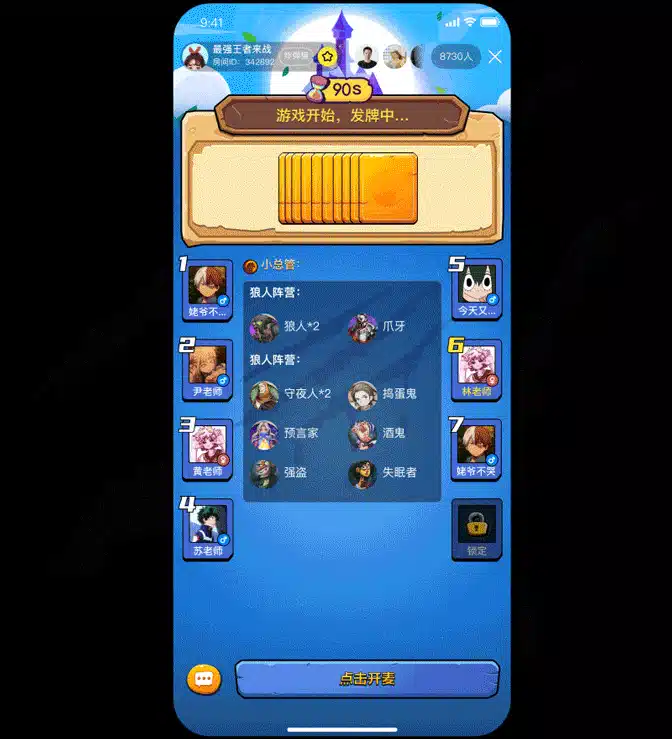 9:41
最强王者来战
房间ID: 342692
8730人
90s
游戏开始，发牌中...
1
姥爷不...
2
尹老师
3
黄老师
4
苏老师
小总管:
狼人阵营:
狼人*2
爪牙
狼人阵营:
守夜人*2
捣蛋鬼
预言家
酒鬼
强盗
失眠者
5
今天又...
6
林老师
7
姥爷不哭
锁定
点击开麦